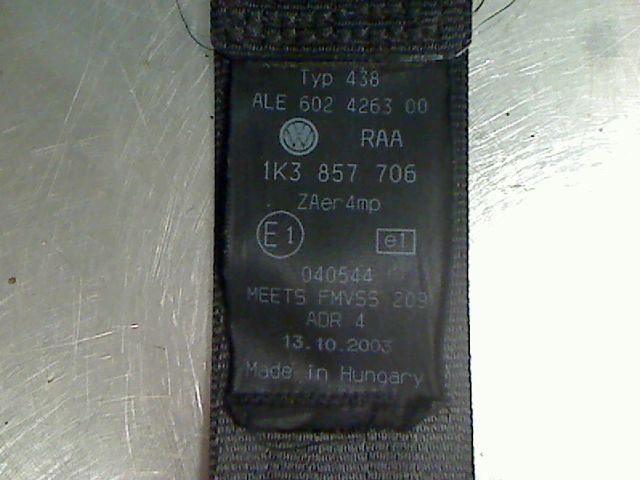 Typ 438
ALE 602 4263 00
VW RAA
1K3 857 706
ZAer4mp
E1 e1
040544
MEETS FMVSS 209
ADR 4
13.10.2003
Made in Hungary